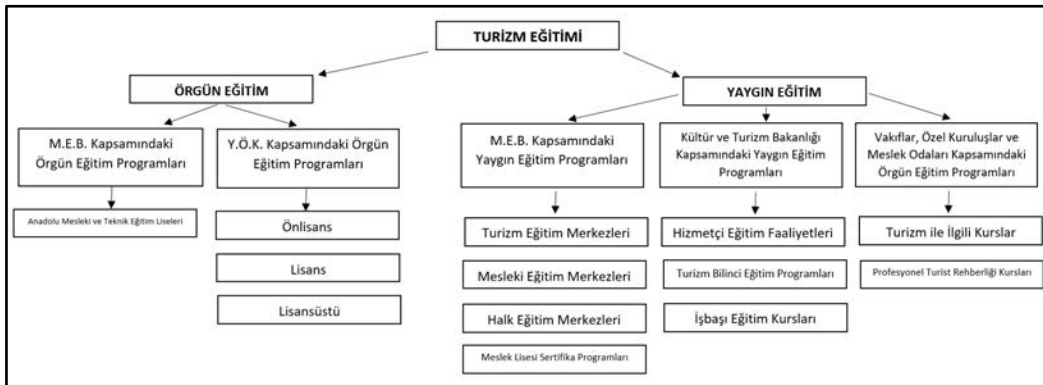 TURİZM EĞİTİMİ
ÖRGÜN EĞİTİM
YAYGIN EĞİTİM
M.E.B. Kapsamındaki
Örgün Eğitim Programları
Y.Ö.K. Kapsamındaki Örgün
Eğitim Programları
M.E.B. Kapsamındaki
Yaygın Eğitim Programları
Kültür ve Turizm Bakanlığı
Kapsamındaki Yaygın Eğitim
Programları
Vakıflar, Özel Kuruluşlar ve
Meslek Odaları Kapsamındaki
Örgün Eğitim Programları
Anadolu Mesleki ve Teknik Eğitim Liseleri
Önlisans
Lisans
Lisansüstü
Turizm Eğitim Merkezleri
Mesleki Eğitim Merkezleri
Halk Eğitim Merkezleri
Meslek Lisesi Sertifika Programları
Hizmetçi Eğitim Faaliyetleri
Turizm Bilinci Eğitim Programları
İşbaşı Eğitim Kursları
Turizm ile İlgili Kurslar
Profesyonel Turist Rehberliği Kursları